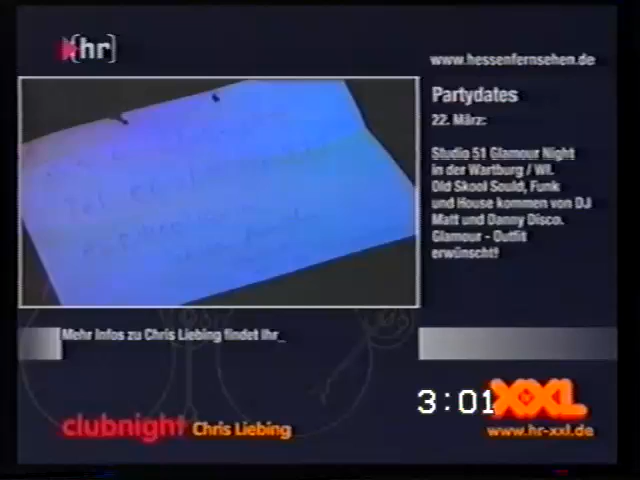 hr
www.hessenfernsehen.de
Partydates
22. März:
Studio 51 Glamour Night
in der Wartburg / WI.
Old Skool Sould, Funk
und House kommen von DJ
Matt und Danny Disco.
Glamour - Outfit
erwünscht!
Mehr Infos zu Chris Liebing findet Ihr_
3:01
XXL
clubnight Chris Liebing
www.hr-xxl.de